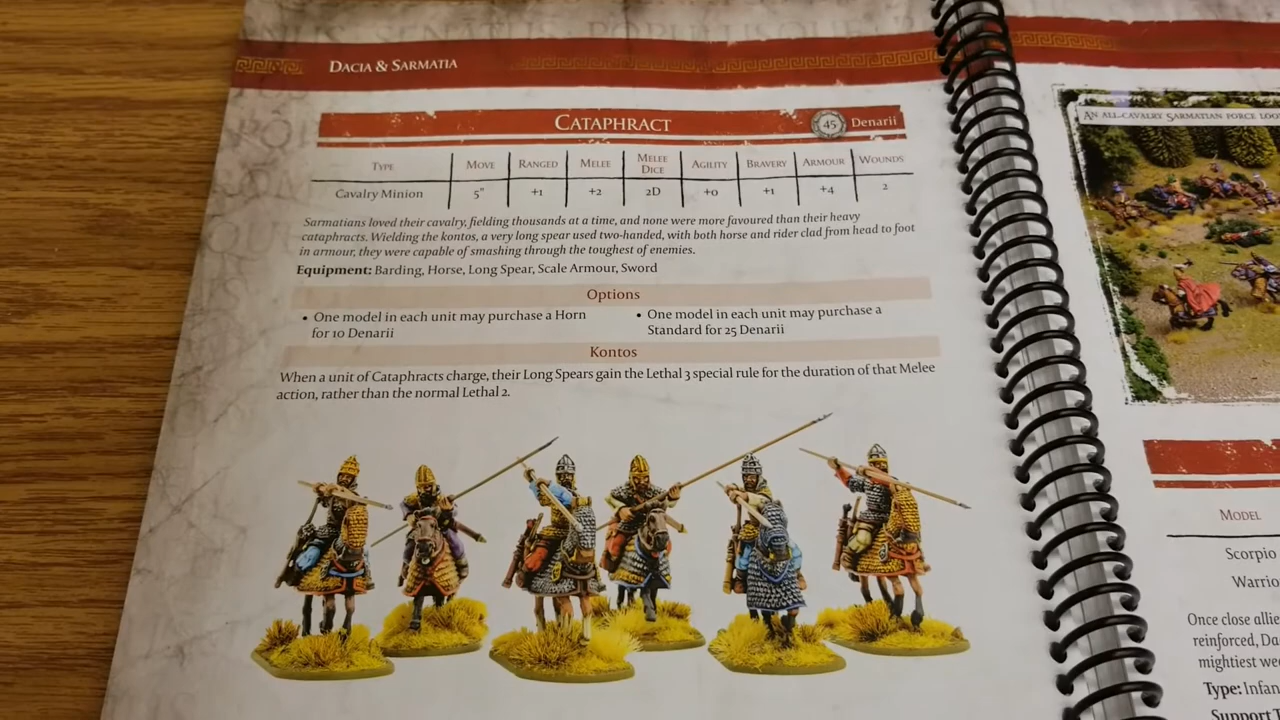 DACIA & SARMATIA
CATAPHRACT
45 Denarii
TYPE MOVE RANGED MELEE MELEE DICE AGILITY BRAVERY ARMOUR WOUNDS
Cavalry Minion 5" +1 +2 2D +0 +1 +4 2
Sarmatians loved their cavalry, fielding thousands at a time, and none were more favoured than their heavy
cataphracts. Wielding the kontos, a very long spear used two-handed, with both horse and rider clad from head to foot
in armour, they were capable of smashing through the toughest of enemies.
Equipment: Barding, Horse, Long Spear, Scale Armour, Sword
Options
• One model in each unit may purchase a Horn
for 10 Denarii
• One model in each unit may purchase a
Standard for 25 Denarii
Kontos
When a unit of Cataphracts charge, their Long Spears gain the Lethal 3 special rule for the duration of that Melee
action, rather than the normal Lethal 2.
AN ALL-CAVALRY SARMATIAN FORCE
MODEL
Scorpio
Once close
reinforced,
mightiest
Type: